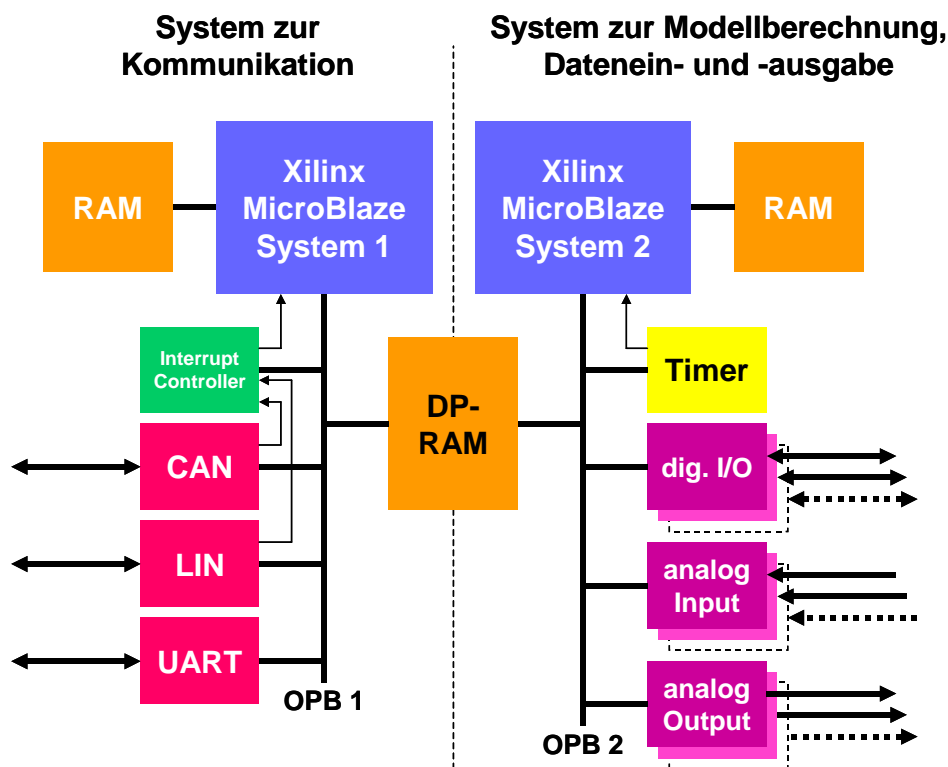 System zur
Kommunikation
System zur Modellberechnung,
Datenein- und -ausgabe
RAM
Xilinx
MicroBlaze
System 1
Xilinx
MicroBlaze
System 2
RAM
Interrupt
Controller
DP-
RAM
Timer
CAN
dig. I/O
LIN
analog
Input
UART
analog
Output
OPB 1
OPB 2